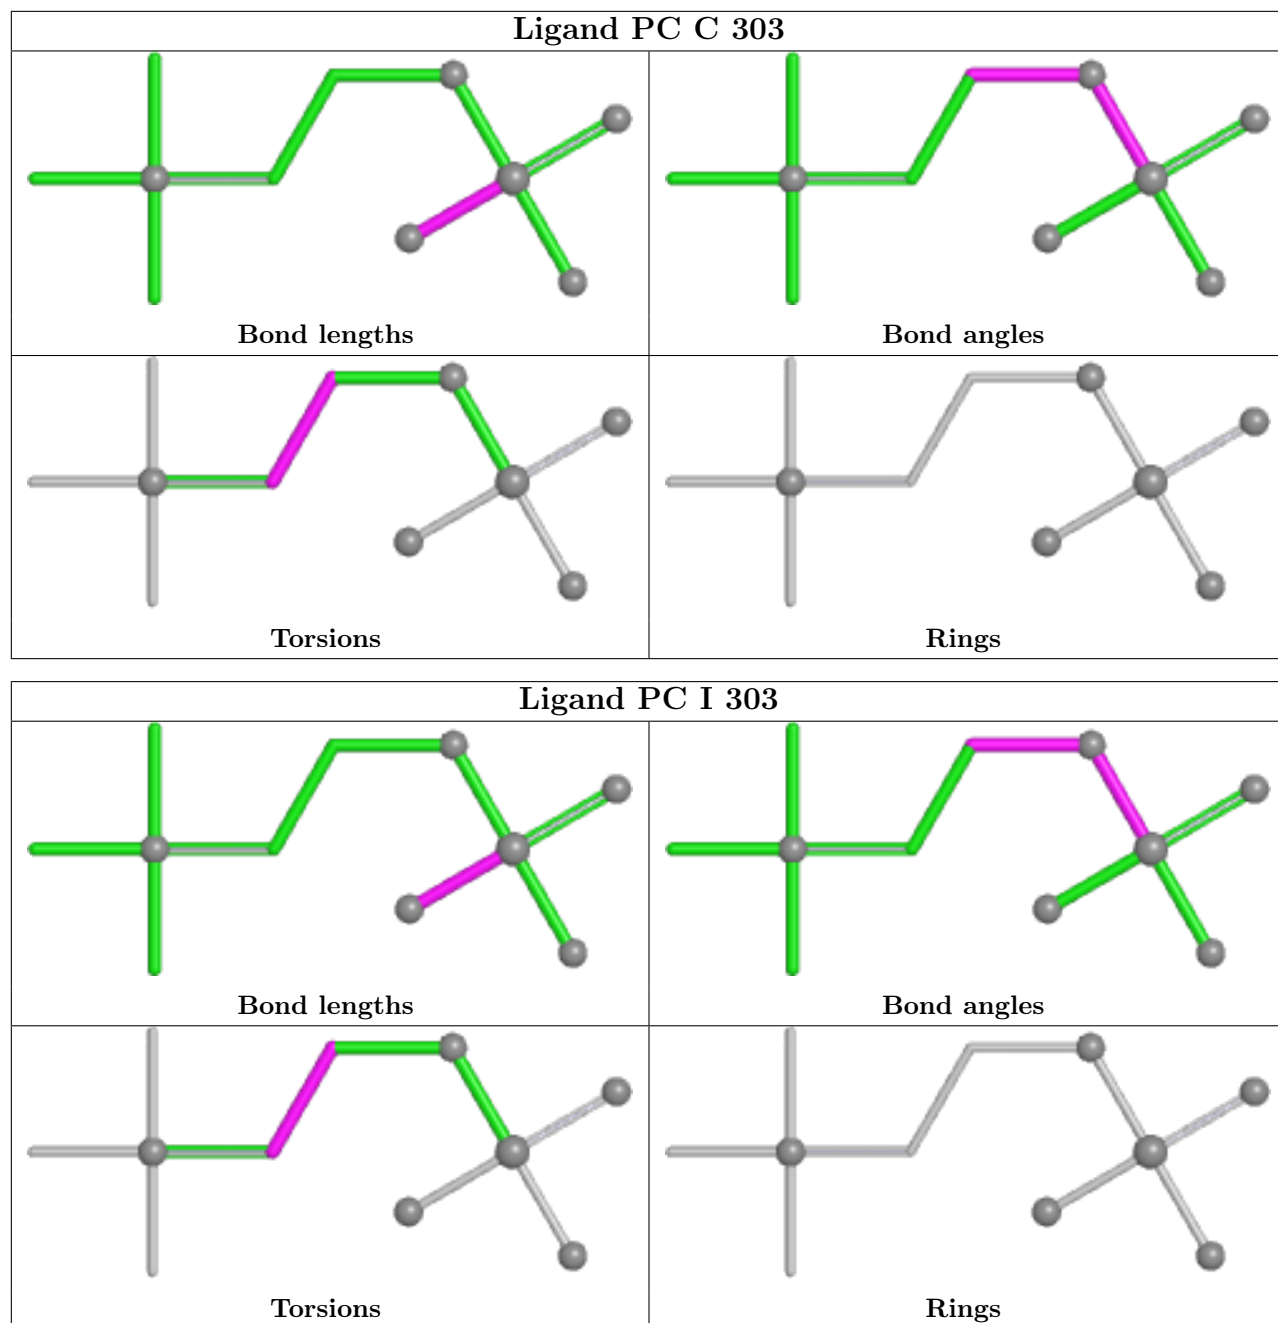 Ligand PC C 303
Bond lengths
Bond angles
Torsions
Rings
Ligand PC I 303
Bond lengths
Bond angles
Torsions
Rings